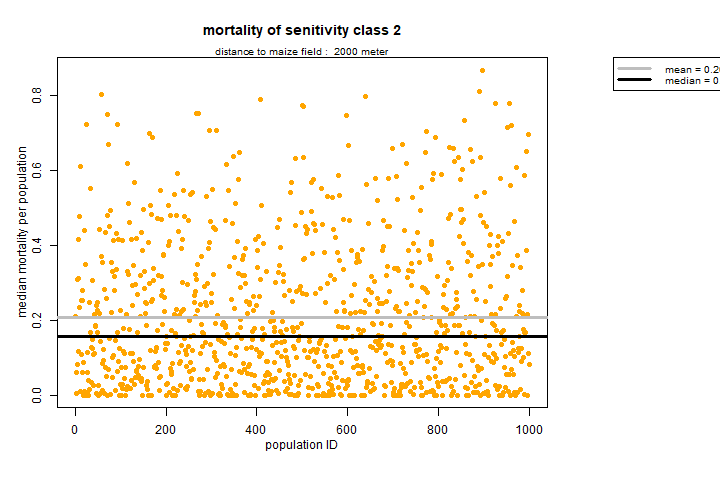 mortality of senitivity class 2
distance to maize field :  2000 meter
mean = 0.20
median = 0
median mortality per population
0.8
0.6
0.4
0.2
0.0
0
200
400
600
800
1000
population ID